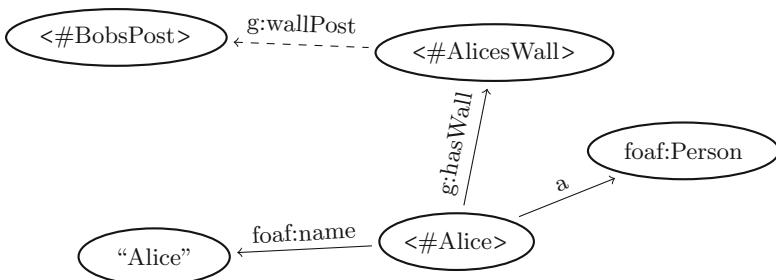 g:wallPost
<#BobsPost>
<#AlicesWall>
g:hasWall
foaf:Person
a
foaf:name
<#Alice>
“Alice”